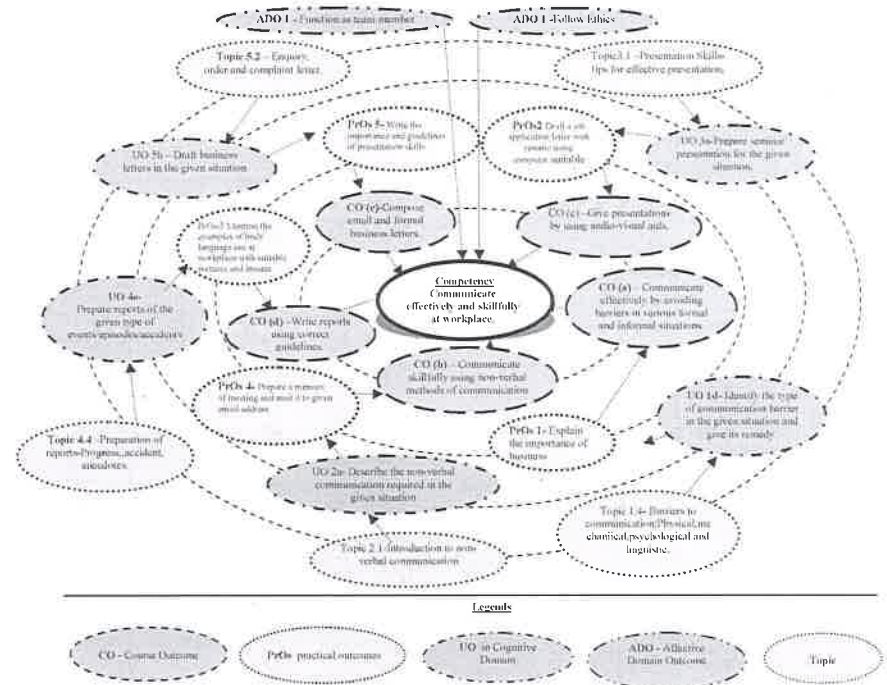 ADO 1 - Function as team member
ADO 1 -Follow Ethics
Topic 5.2 – Enquiry,
order and complaint letter.
Topic3.1 –Presentation Skills-
tips for effective presentation.
PrOs 5- Write the
importance and guidelines
of presentation skills
PrOs2 Draft a job
application letter with
resume using
computer
UO 5b – Draft business
letters in the given situation
UO 3a-Prepare seminar
presentation for the given
situation.
CO (e)-Compose
email and formal
business letters.
CO (c) – Give presentations
by using audio-visual aids.
examples of body
language use at
workplace with suitable
pictures and
Competency
Communicate
effectively and skillfully
at workplace.
CO (a) – Communicate
effectively by avoiding
barriers in various formal
and informal situations
UO 4a-
Prepare reports of the
given type of
events/episodes/accidents
CO (d) –Write reports
using correct
guidelines.
CO (b) – Communicate
skillfully using non-verbal
methods of communication
PrOs 4- Prepare a
of meeting and mail it to given
email address
UO 1d- Identify the type
of communication barrier
in the given situation and
give its remedy
PrOs 1- Explain
the importance of
business
Topic 4.4 –Preparation of
reports-Progress, accident,
anecdotes
UO 2a- Describe the non-verbal
communication required in the
given situation
Topic 1.4- Barriers to
communication:Physical,me
chanical,psychological and
linguistic.
Topic 2.1-Introduction to non-
verbal communication
Legends
CO - Course Outcome
PrOs practical outcomes
UO in Cognitive
Domain
ADO - Affective
Domain Outcome
Topic